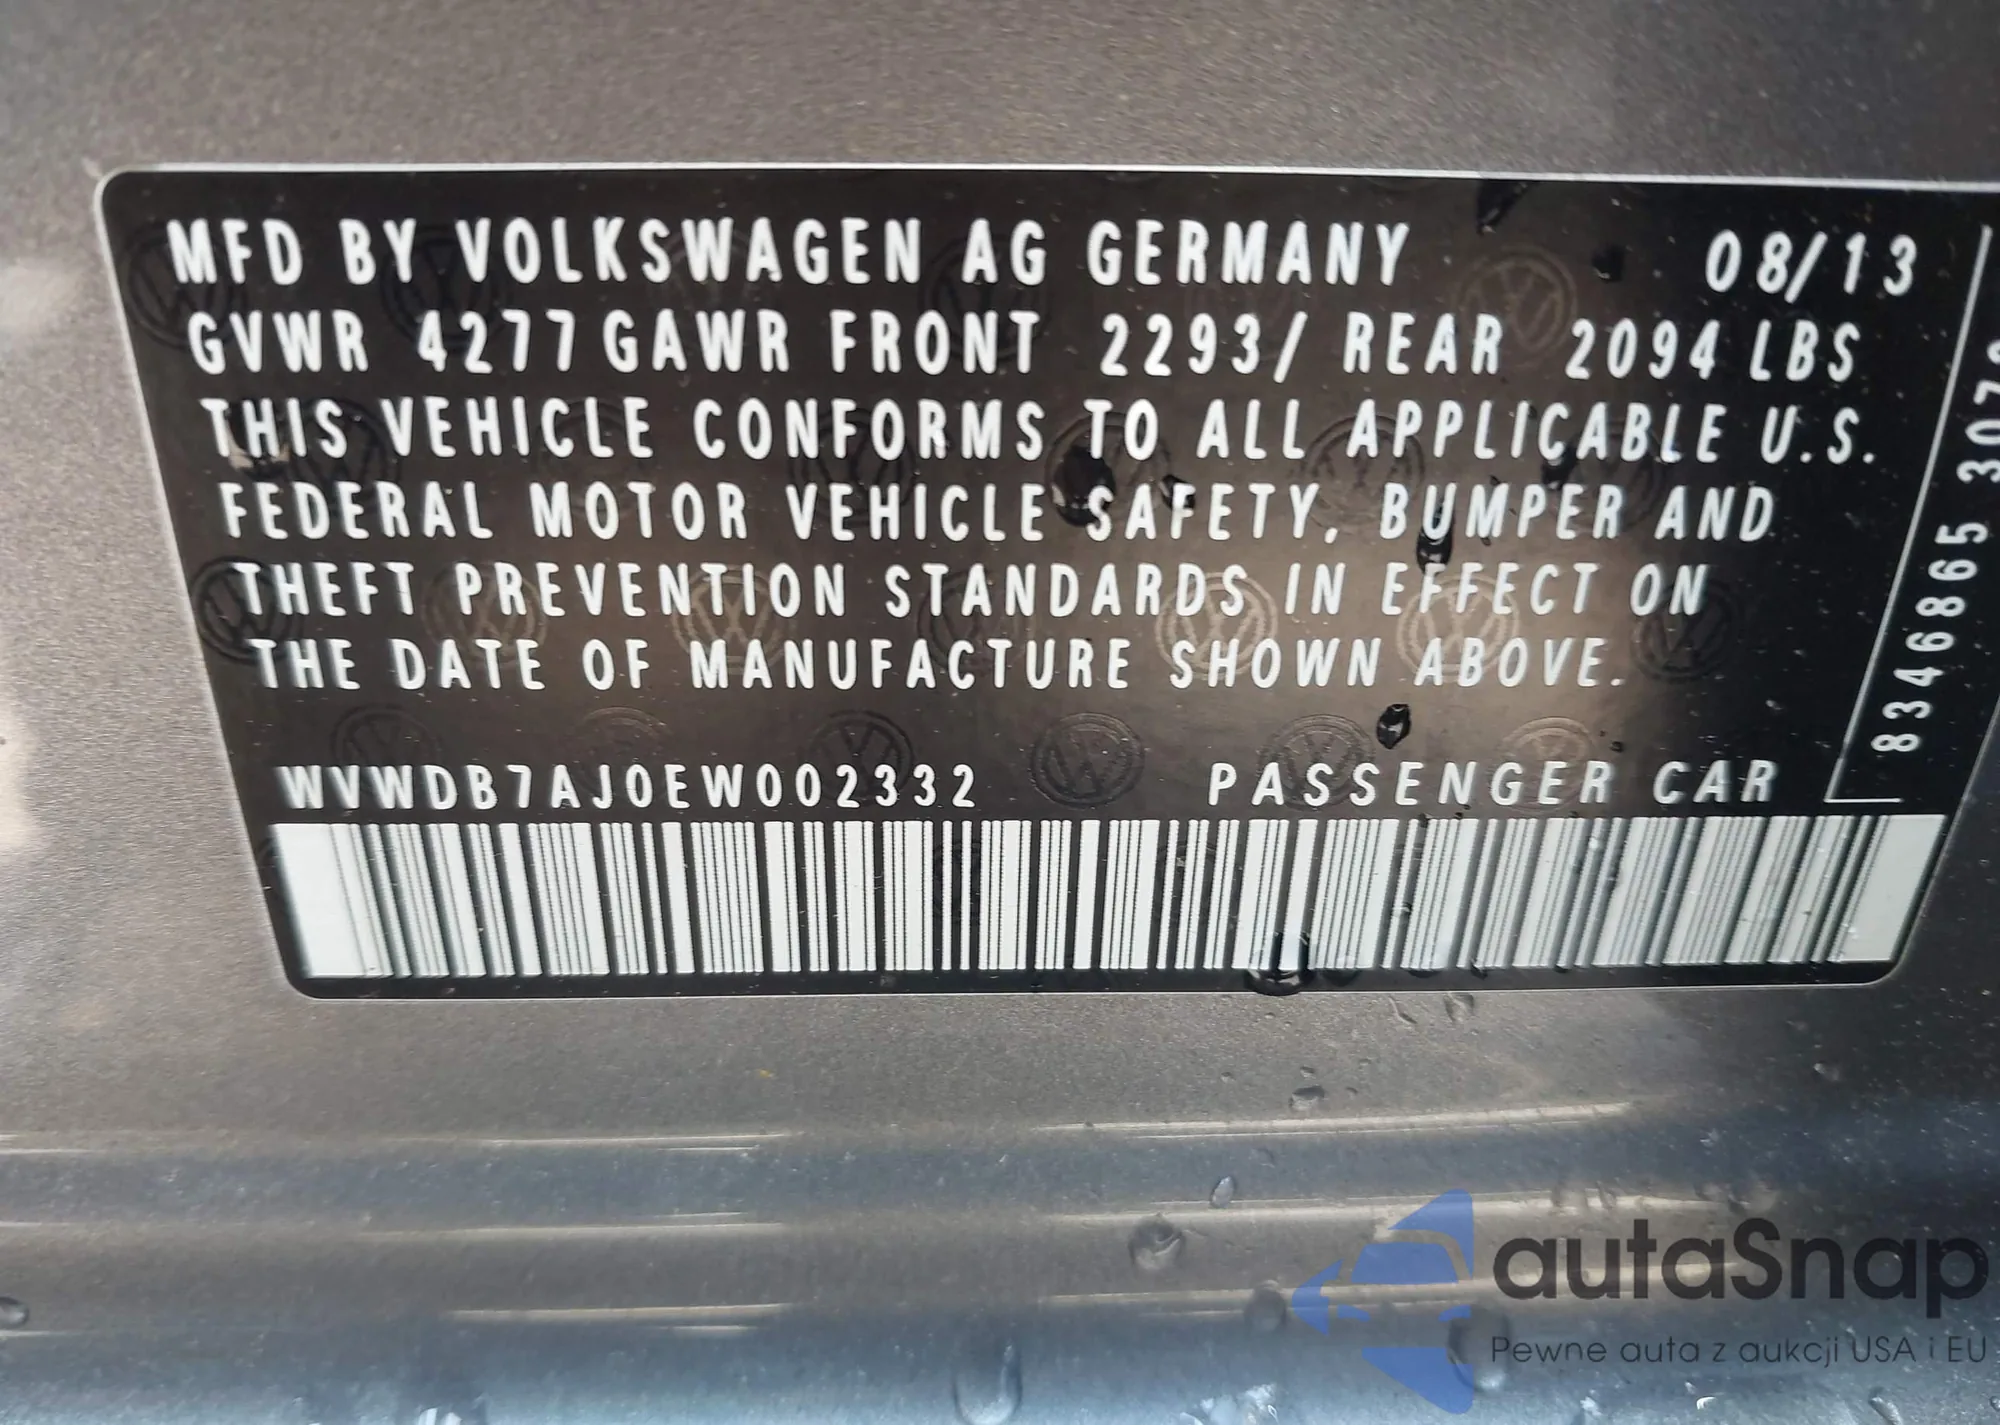 MFD BY VOLKSWAGEN AG GERMANY 08/13
GVWR 4277 GAWR FRONT 2293/ REAR 2094 LBS
THIS VEHICLE CONFORMS TO ALL APPLICABLE U.S.
FEDERAL MOTOR VEHICLE SAFETY, BUMPER AND
THEFT PREVENTION STANDARDS IN EFFECT ON
THE DATE OF MANUFACTURE SHOWN ABOVE.
WVWDB7AJ0EW002332 PASSENGER CAR
8346865
autaSnap
Pewne auta z aukcji USA i EU